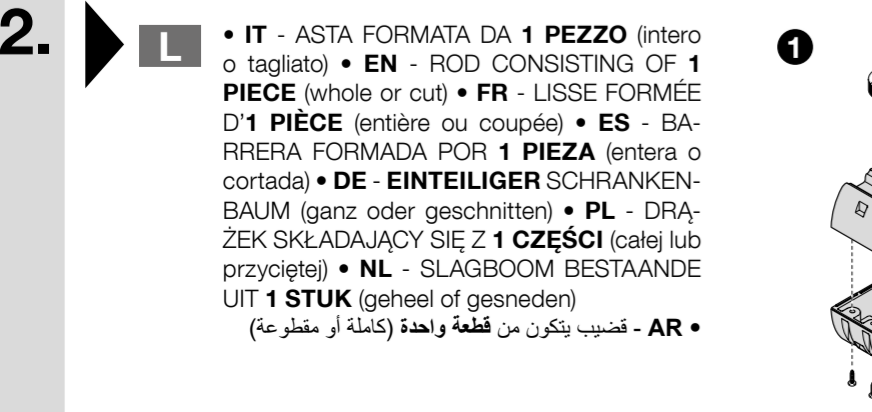 2.
L
• IT - ASTA FORMATA DA 1 PEZZO (intero
o tagliato) • EN - ROD CONSISTING OF 1
PIECE (whole or cut) • FR - LISSE FORMÉE
D'1 PIÈCE (entière ou coupée) • ES - BA-
RRERA FORMADA POR 1 PIEZA (entera o
cortada) • DE - EINTEILIGER SCHRANKEN-
BAUM (ganz oder geschnitten) • PL - DRĄ-
ŻEK SKŁADAJĄCY SIĘ Z 1 CZĘŚCI (całej lub
przyciętej) • NL - SLAGBOOM BESTAANDE
UIT 1 STUK (geheel of gesneden)
• AR - قضيب يتكون من قطعة واحدة (كاملة أو مقطوعة)
1